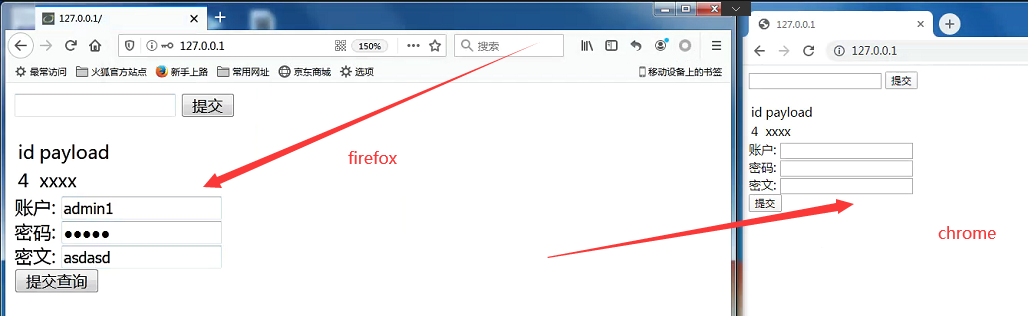 127.0.0.1/
127.0.0.1
150%
搜索
最常访问 火狐官方站点 新手上路 常用网址 京东商城 选项 移动设备上的书签
提交
id payload
4 xxxx
账户: admin1
密码: ●●●●●
密文: asdasd
提交查询
firefox
127.0.0.1
127.0.0.1
提交
id payload
4 xxxx
账户:
密码:
密文:
提交
chrome